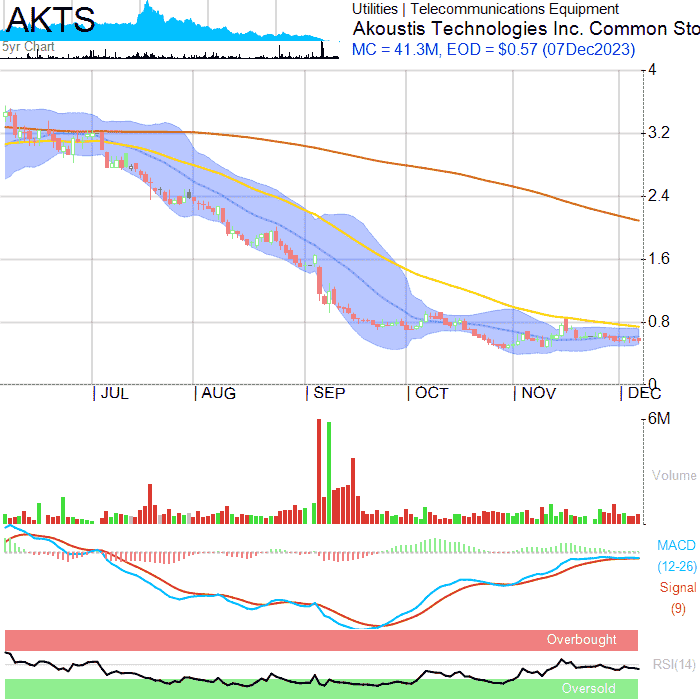 AKTS
5yr Chart
Utilities | Telecommunications Equipment
Akoustis Technologies Inc. Common Sto
MC = 41.3M, EOD = $0.57 (07Dec2023)
4
3.2
2.4
1.6
0.8
0
JUL AUG SEP OCT NOV DEC
6M
Volume
MACD
(12-26)
Signal
(9)
Overbought
RSI(14)
Oversold